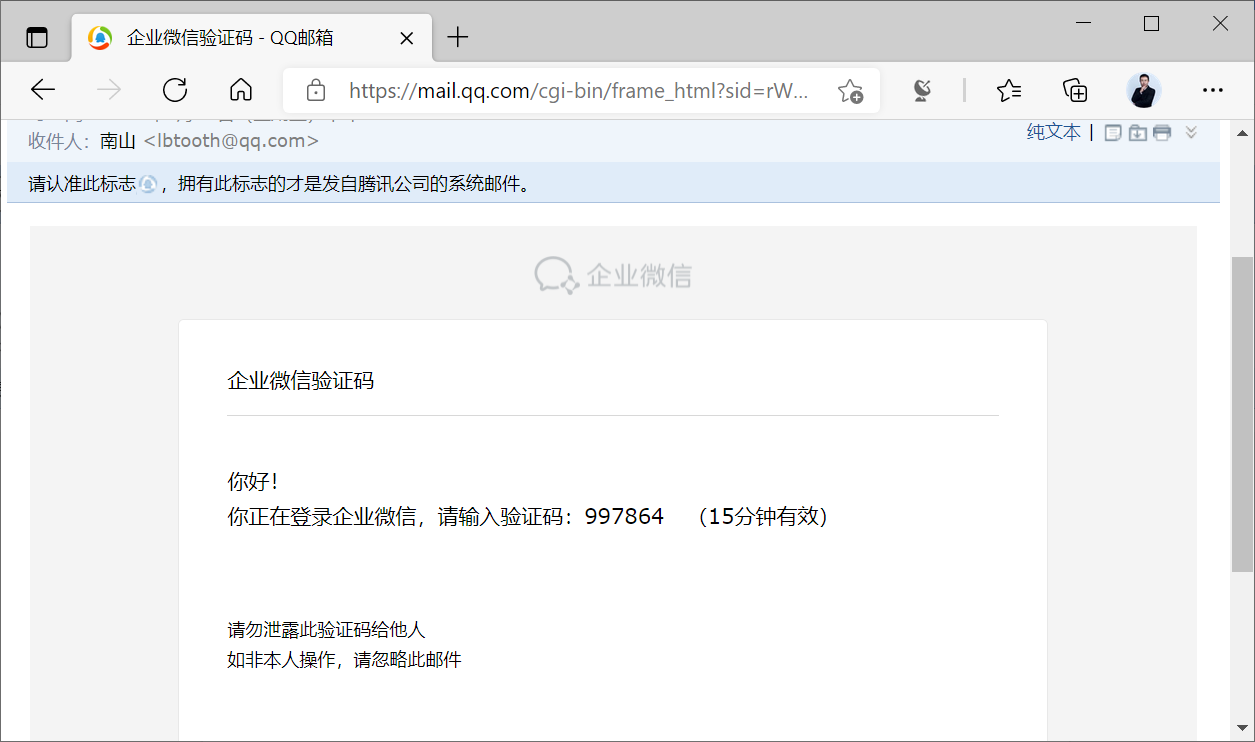 企业微信验证码 - QQ邮箱
https://mail.qq.com/cgi-bin/frame_html?sid=rW...
收件人：南山 <lbtooth@qq.com>
纯文本 |
请认准此标志，拥有此标志的才是发自腾讯公司的系统邮件。
企业微信
企业微信验证码
你好！
你正在登录企业微信，请输入验证码：997864 （15分钟有效）
请勿泄露此验证码给他人
如非本人操作，请忽略此邮件